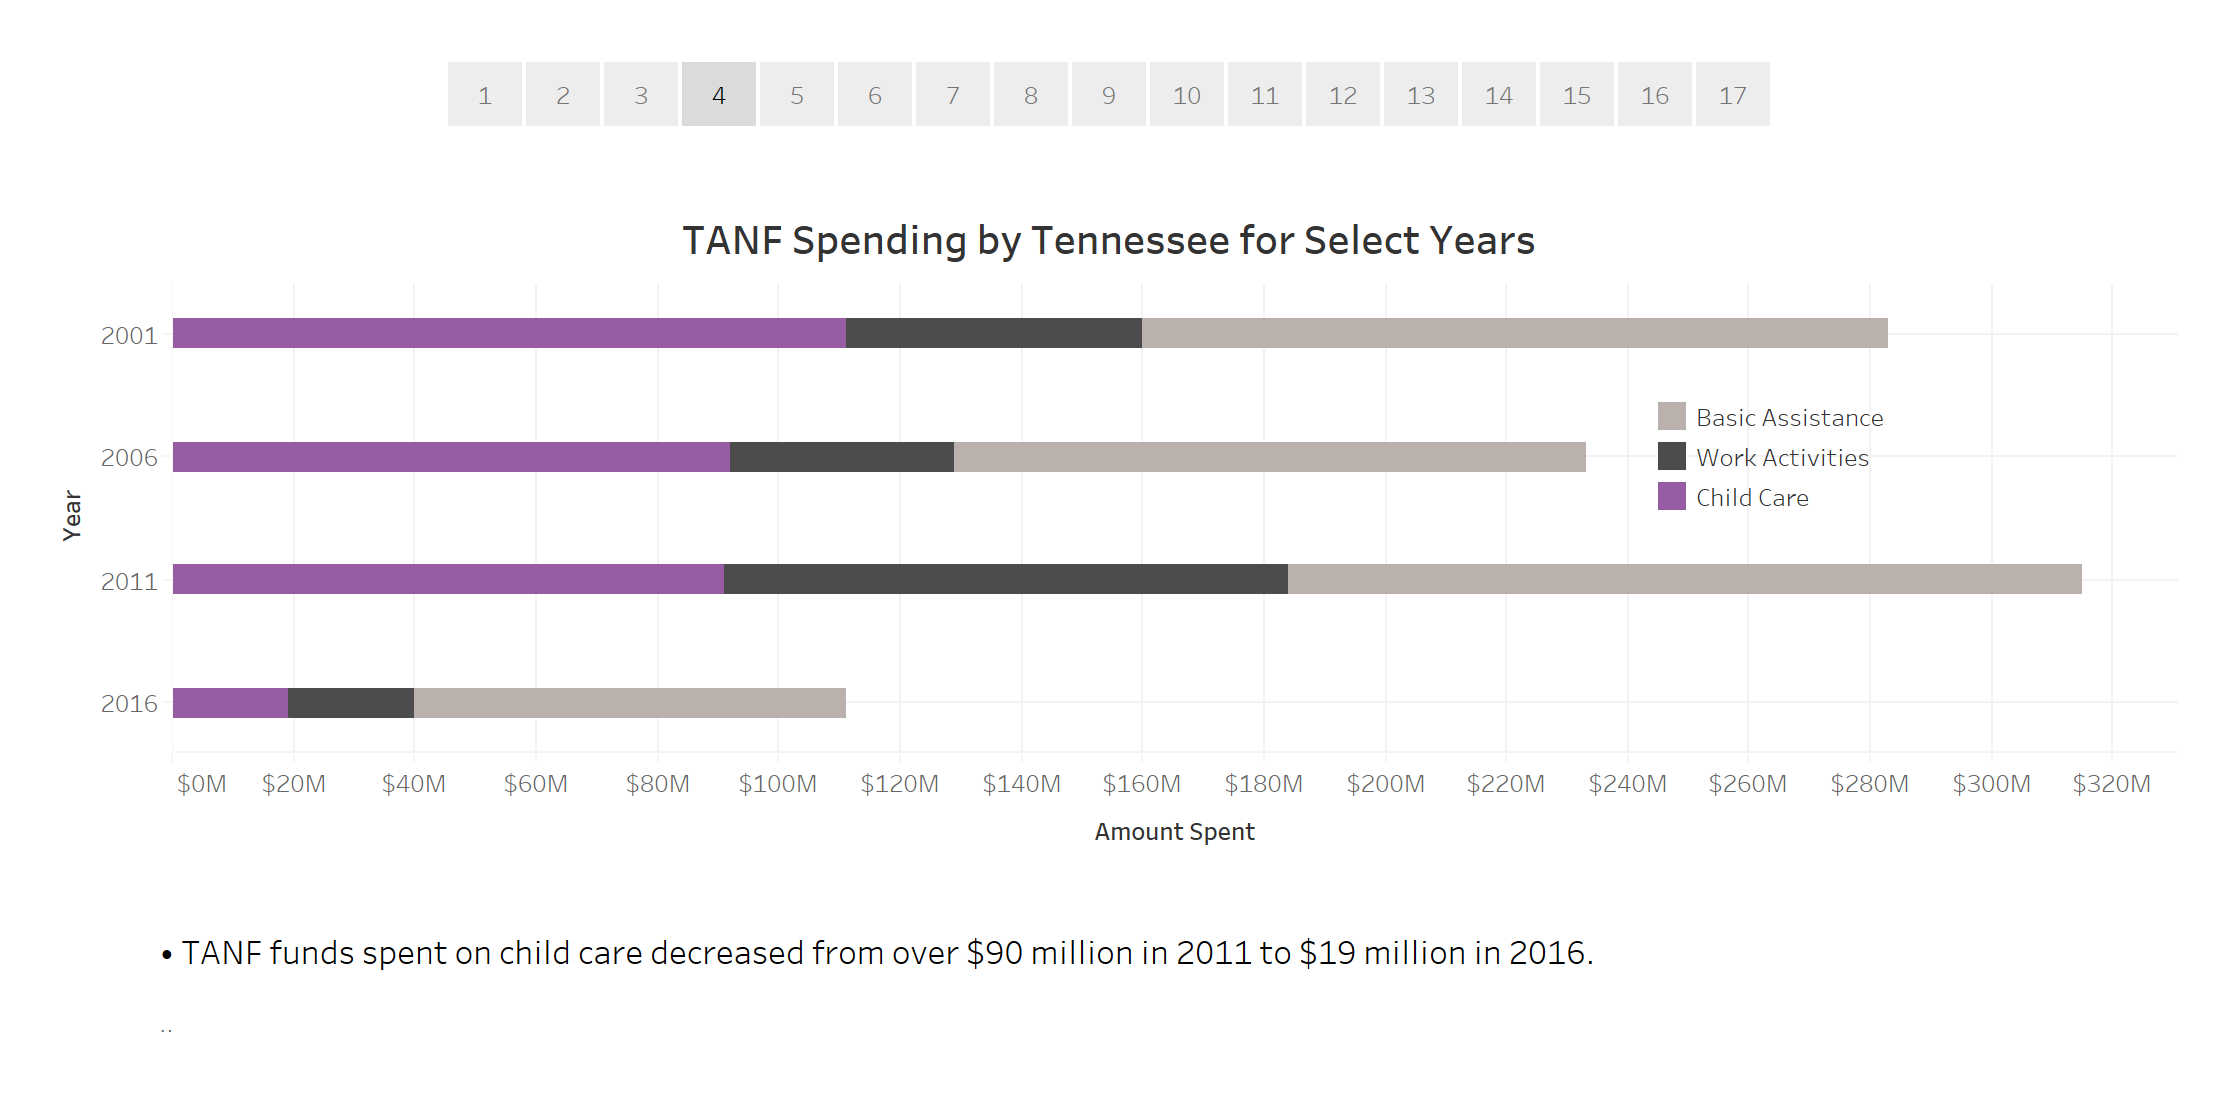 1 2 3 4 5 6 7 8 9 10 11 12 13 14 15 16 17
TANF Spending by Tennessee for Select Years
2001
2006
2011
2016
Year
Basic Assistance
Work Activities
Child Care
$0M $20M $40M $60M $80M $100M $120M $140M $160M $180M $200M $220M $240M $260M $280M $300M $320M
Amount Spent
• TANF funds spent on child care decreased from over $90 million in 2011 to $19 million in 2016.
..